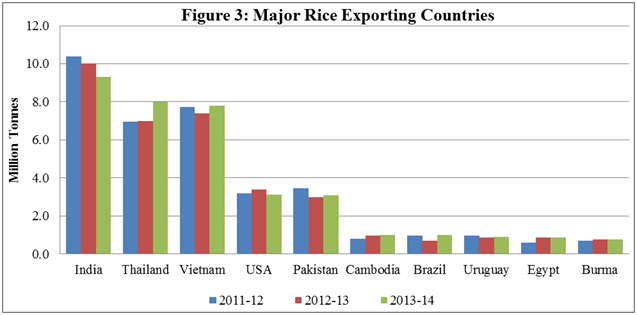 Figure 3: Major Rice Exporting Countries
12.0
10.0
8.0
6.0
4.0
2.0
0.0
Million Tonnes
India Thailand Vietnam USA Pakistan Cambodia Brazil Uruguay Egypt Burma
2011-12 2012-13 2013-14